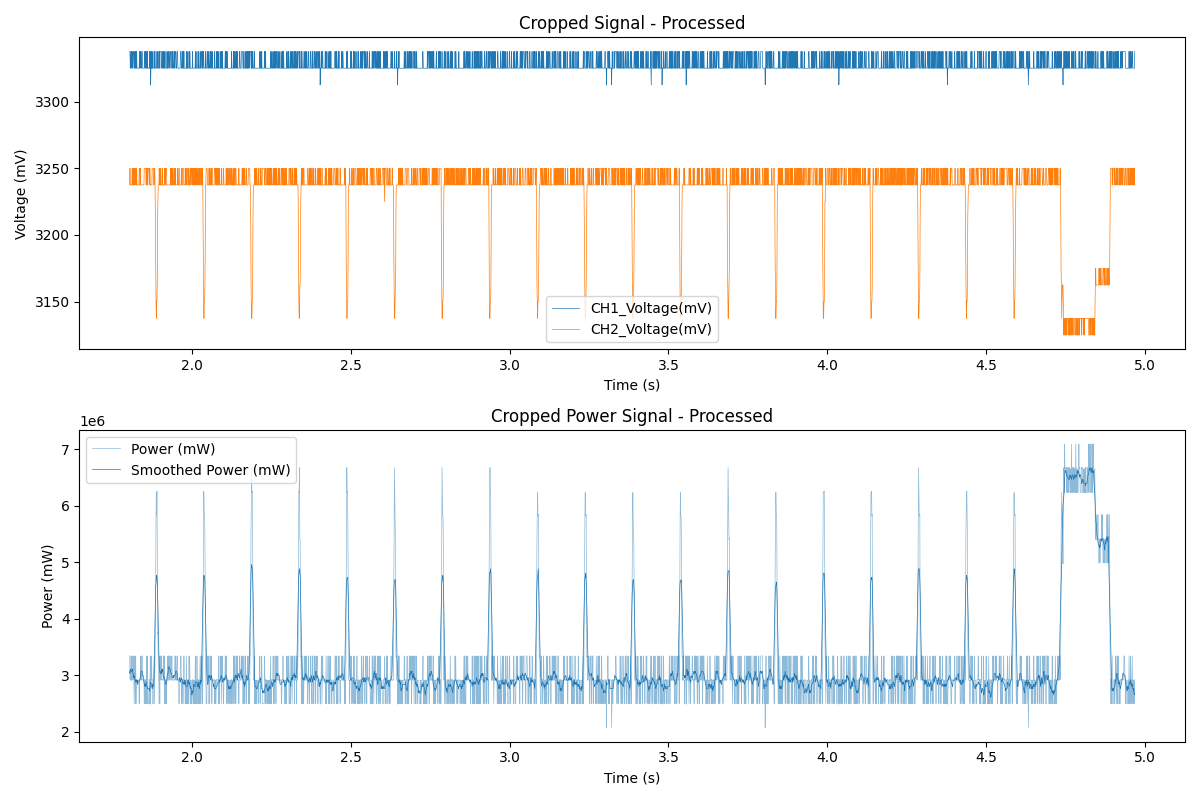 Cropped Signal - Processed
Voltage (mV)
3300
3250
3200
3150
CH1_Voltage(mV)
CH2_Voltage(mV)
2.0 2.5 3.0 3.5 4.0 4.5 5.0
Time (s)
Cropped Power Signal - Processed
1e6
Power (mW)
Smoothed Power (mW)
Power (mW)
7
6
5
4
3
2
2.0 2.5 3.0 3.5 4.0 4.5 5.0
Time (s)